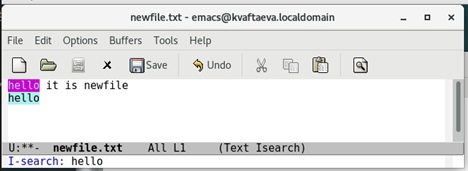 newfile.txt - emacs@kvaftaeva.localdomain
File Edit Options Buffers Tools Help
Save Undo
hello it is newfile
hello
U:**- newfile.txt All L1 (Text Isearch)
I-search: hello